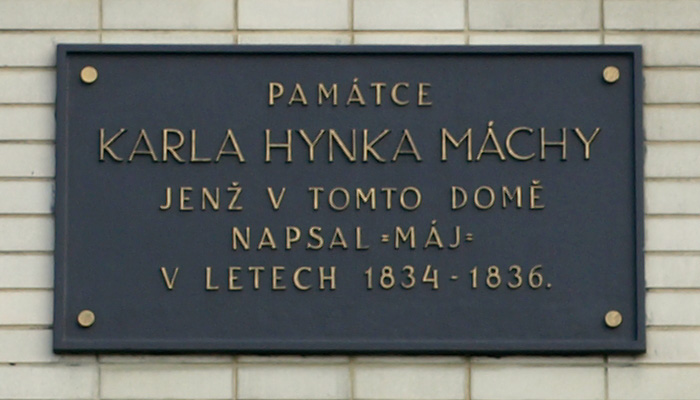 PAMÁTCE
KARLA HYNKA MÁCHY
JENŽ V TOMTO DOMĚ
NAPSAL =MÁJ=
V LETECH 1834 - 1836.